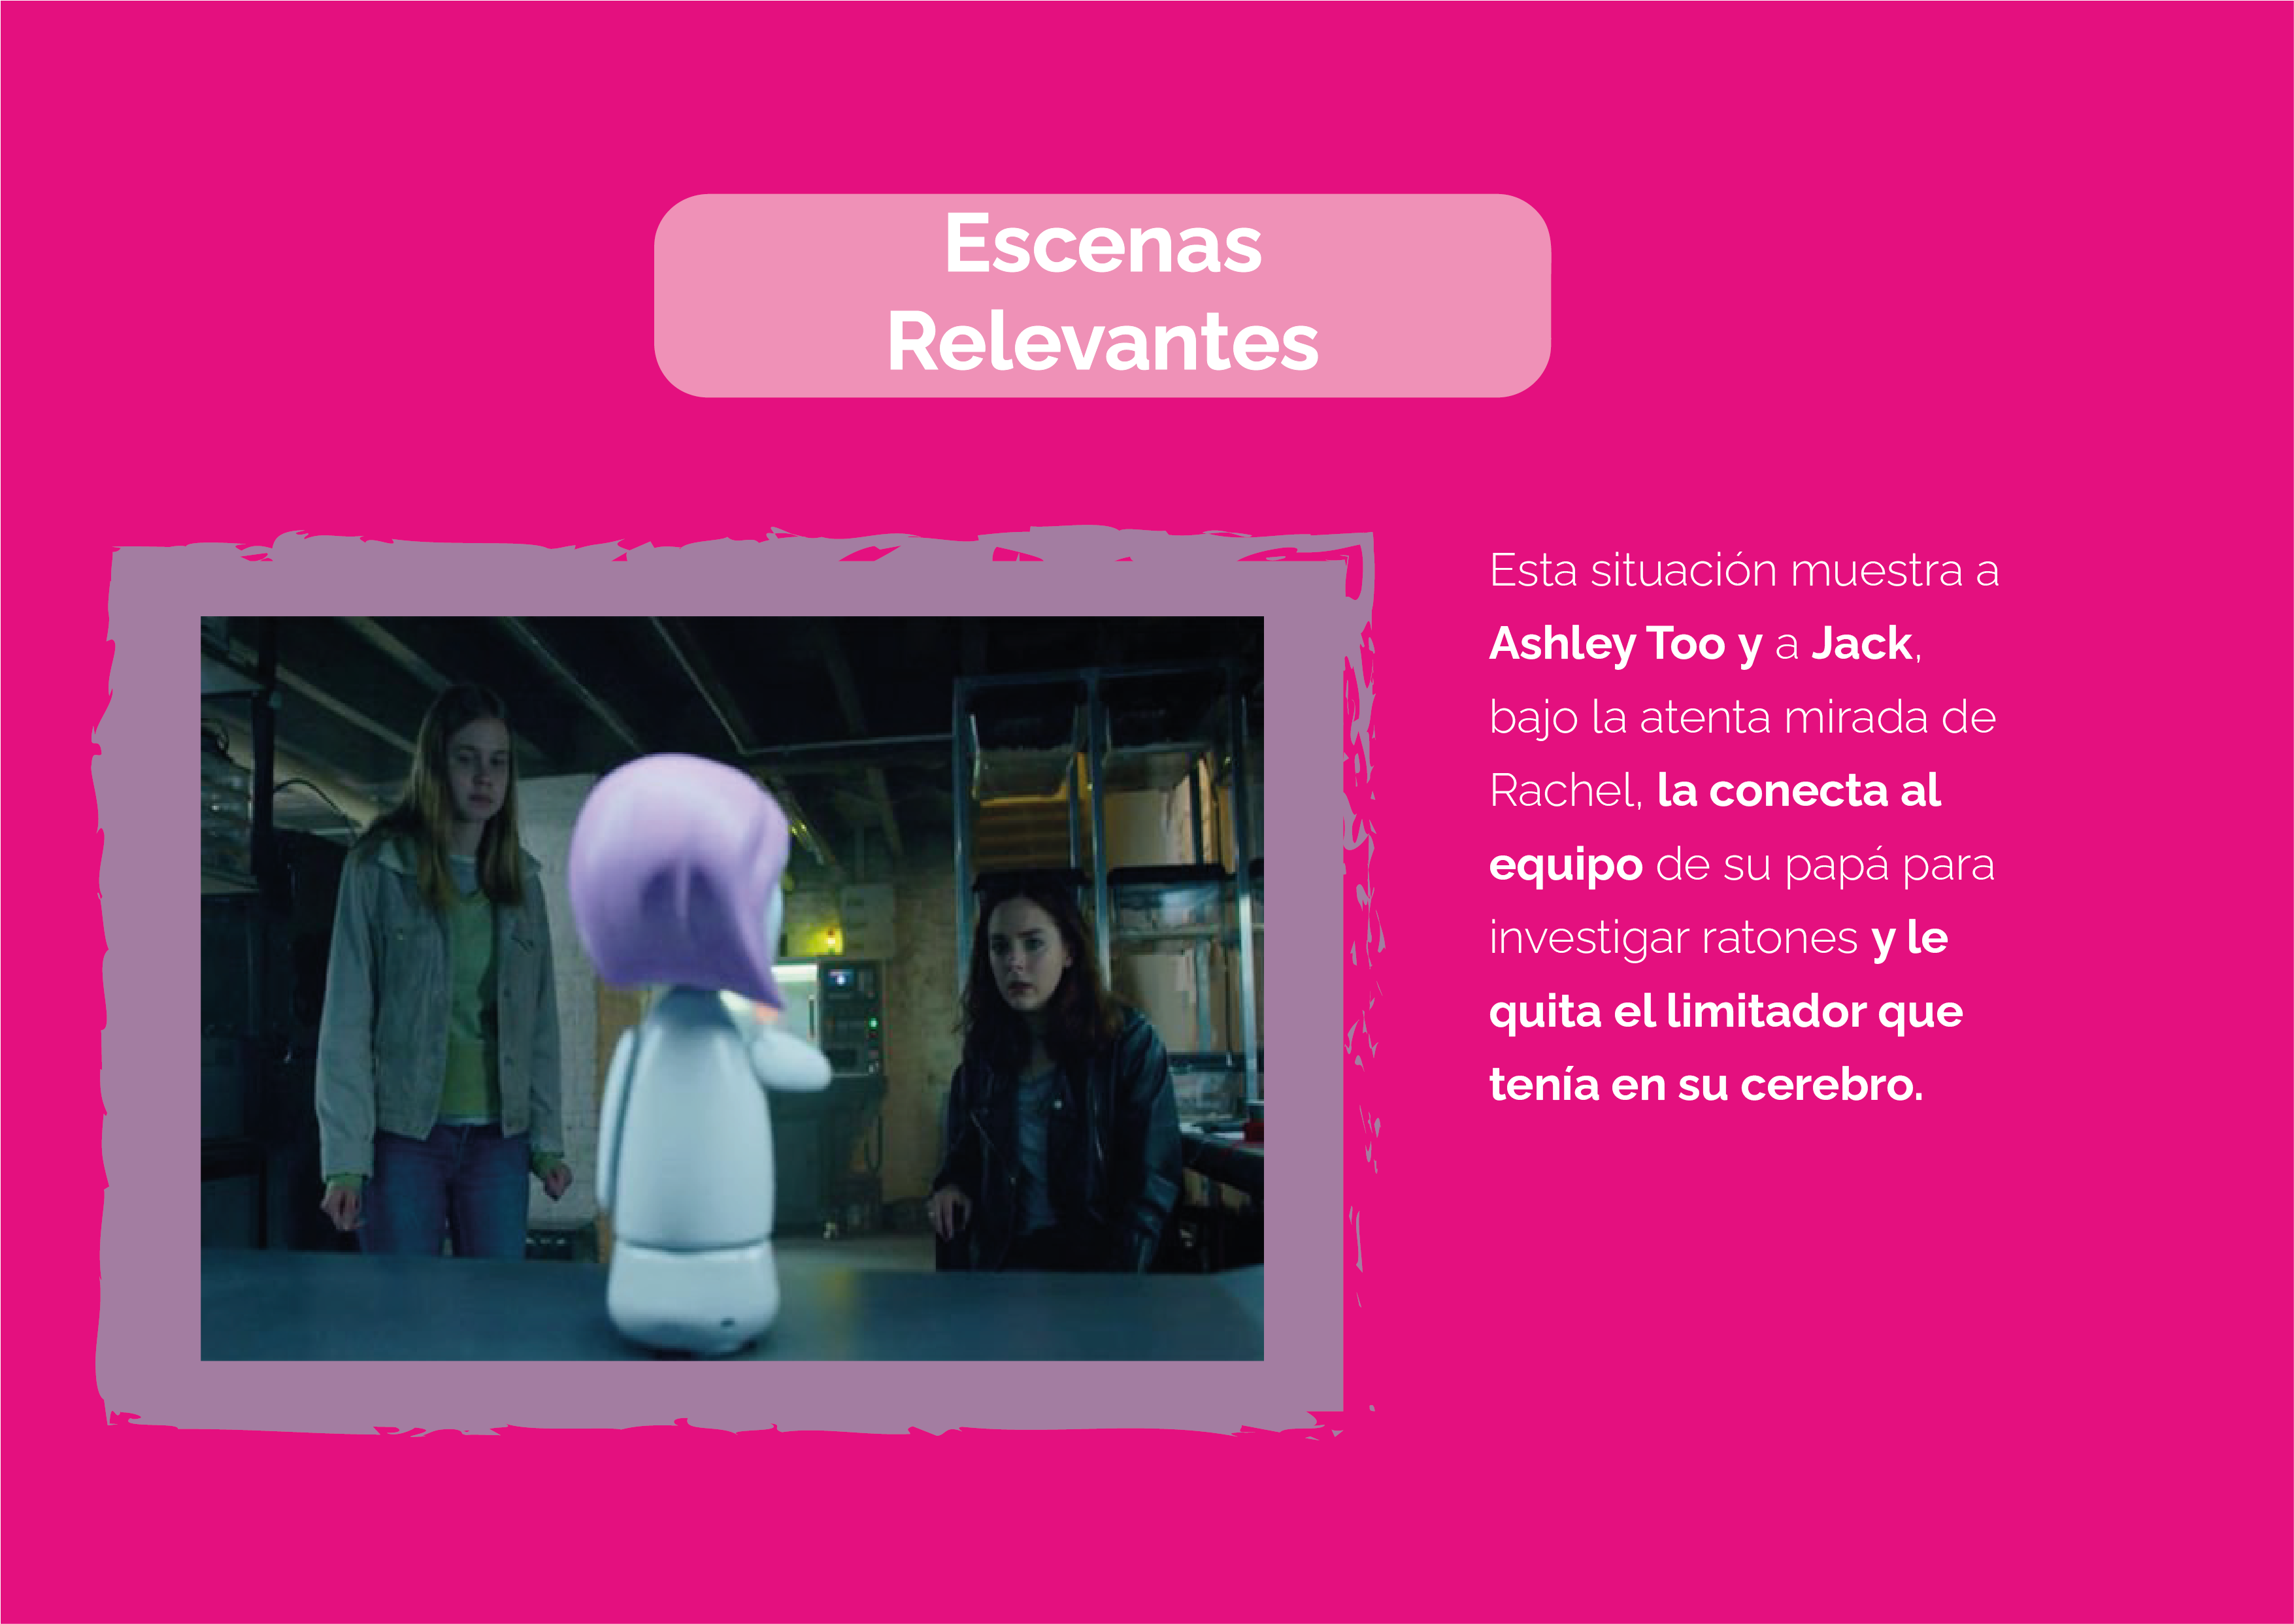 Escenas
Relevantes
Esta situación muestra a
Ashley Too y a Jack,
bajo la atenta mirada de
Rachel, la conecta al
equipo de su papá para
investigar ratones y le
quita el limitador que
tenía en su cerebro.